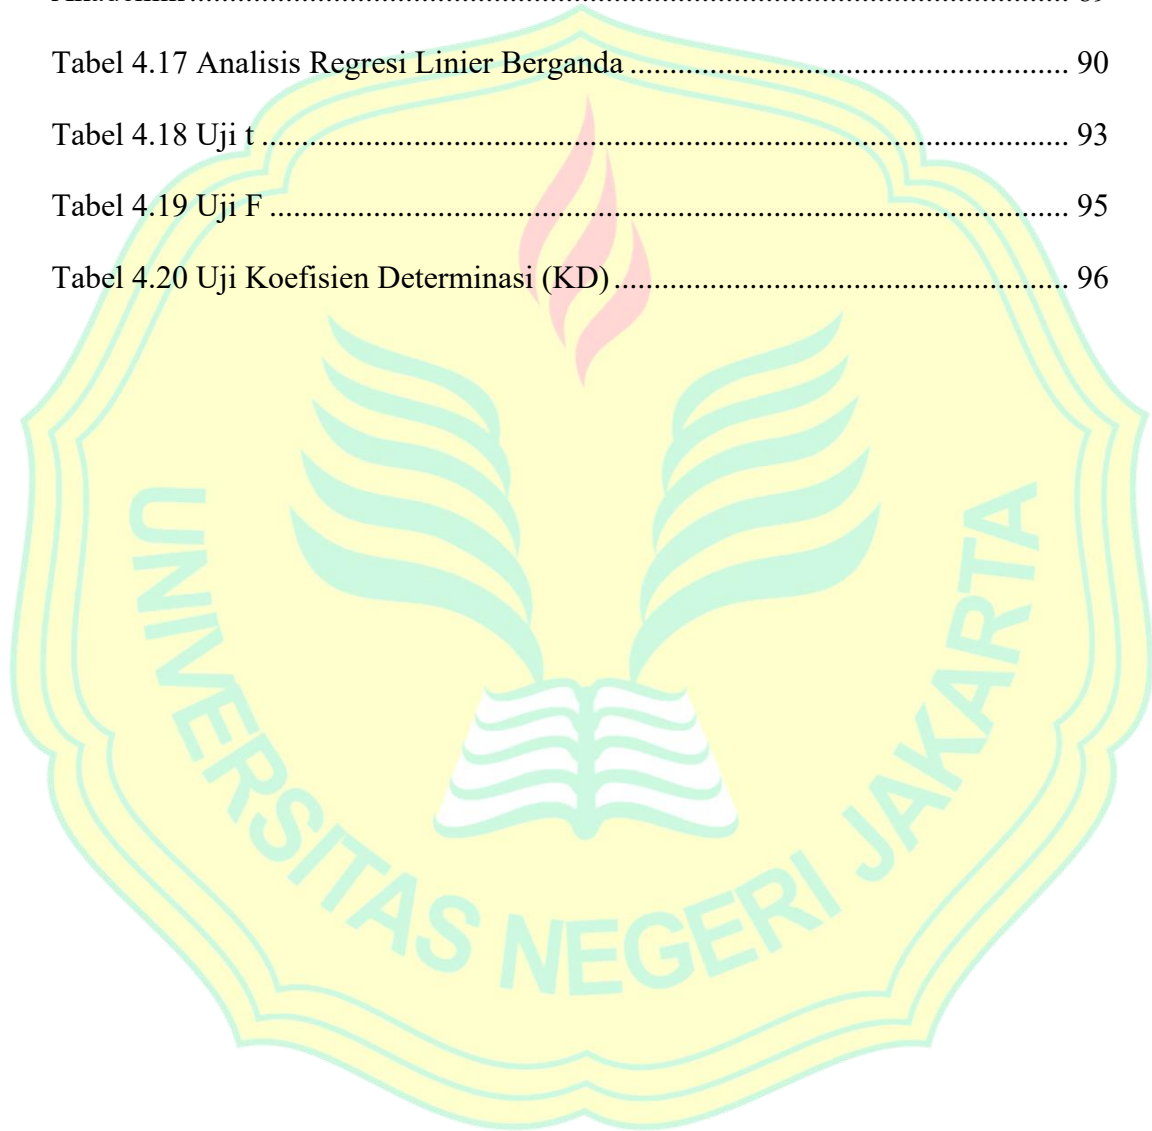 Tabel 4.17 Analisis Regresi Linier Berganda ........................................................ 90
Tabel 4.18 Uji t ...................................................................................................... 93
Tabel 4.19 Uji F ..................................................................................................... 95
Tabel 4.20 Uji Koefisien Determinasi (KD) .......................................................... 96
UNIVERSITAS NEGERI JAKARTA